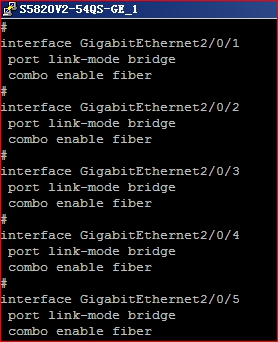 S5820V2-54QS-GE_1
#
interface GigabitEthernet2/0/1
port link-mode bridge
combo enable fiber
#
interface GigabitEthernet2/0/2
port link-mode bridge
combo enable fiber
#
interface GigabitEthernet2/0/3
port link-mode bridge
combo enable fiber
#
interface GigabitEthernet2/0/4
port link-mode bridge
combo enable fiber
#
interface GigabitEthernet2/0/5
port link-mode bridge
combo enable fiber